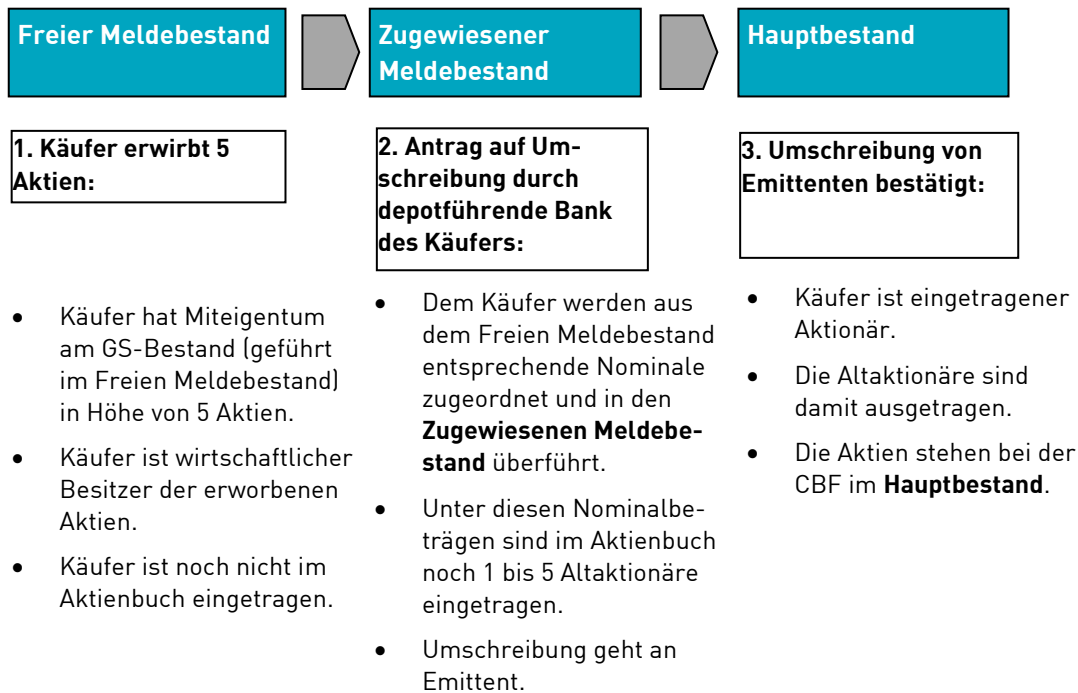 Freier Meldebestand
Zugewiesener
Meldebestand
Hauptbestand
1. Käufer erwirbt 5
Aktien:
2. Antrag auf Um-
schreibung durch
depotführende Bank
des Käufers:
3. Umschreibung von
Emittenten bestätigt:
• Käufer hat Miteigentum
am GS-Bestand (geführt
im Freien Meldebestand)
in Höhe von 5 Aktien.
• Käufer ist wirtschaftlicher
Besitzer der erworbenen
Aktien.
• Käufer ist noch nicht im
Aktienbuch eingetragen.
• Dem Käufer werden aus
dem Freien Meldebestand
entsprechende Nominale
zugeordnet und in den
Zugewiesenen Meldebe-
stand überführt.
• Unter diesen Nominalbe-
trägen sind im Aktienbuch
noch 1 bis 5 Altaktionäre
eingetragen.
• Umschreibung geht an
Emittent.
• Käufer ist eingetragener
Aktionär.
• Die Altaktionäre sind
damit ausgetragen.
• Die Aktien stehen bei der
CBF im Hauptbestand.